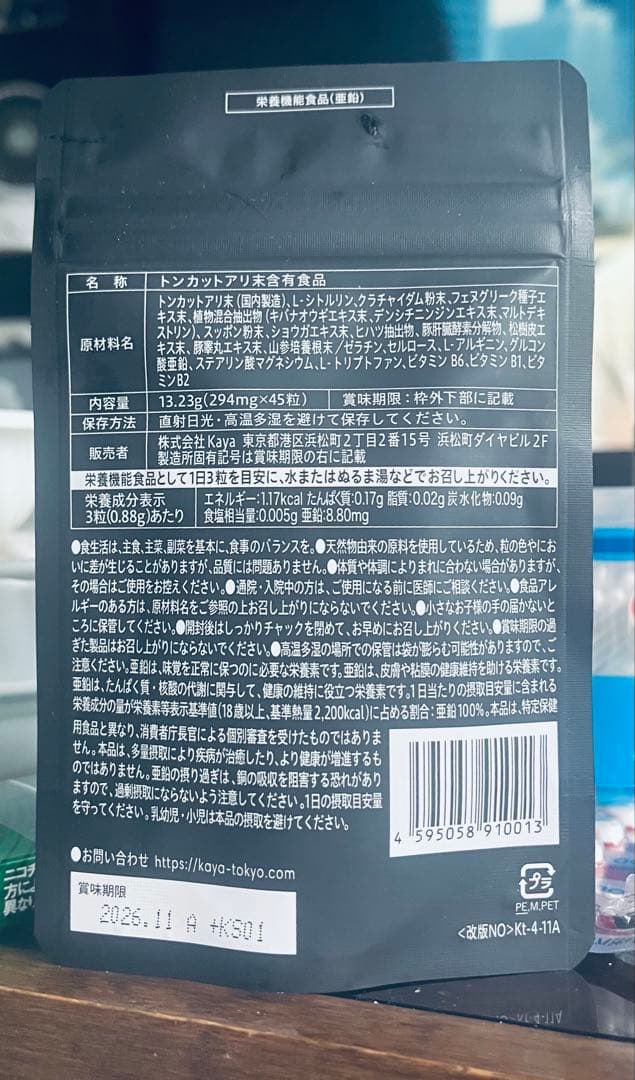 栄養機能食品(亜鉛)
名 称 トンカットアリ末含有食品
原材料名 トンカットアリ末(国内製造)、L-シトルリン、クラチャイダム粉末、フェヌグリーク種子エ
キス末、植物混合抽出物(キバナオウギエキス末、デンシチニンジンエキス末、マルトデキ
ストリン)、スッポン粉末、ショウガエキス末、ヒハツ抽出物、豚肝臓酵素分解物、松樹皮エ
キス末、豚睾丸エキス末、山参培養根末/ゼラチン、セルロース、L-アルギニン、グルコン
酸亜鉛、ステアリン酸マグネシウム、L-トリプトファン、ビタミン B6、ビタミン B1、ビタ
ミンB2
内容量 13.23g(294mg×45粒) 賞味期限:枠外下部に記載
保存方法 直射日光・高温多湿を避けて保存してください。
販売者 株式会社 Kaya 東京都港区浜松町2丁目2番15号 浜松町ダイヤビル2F
製造所固有記号は賞味期限の右に記載
栄養機能食品として1日3粒を目安に、水またはぬるま湯などでお召し上がりください。
栄養成分表示 エネルギー:1.17kcal たんぱく質:0.17g 脂質:0.02g 炭水化物:0.09g
3粒(0.88g)あたり 食塩相当量:0.005g 亜鉛:8.80mg
●食生活は、主食、主菜、副菜を基本に、食事のバランスを。●天然物由来の原料を使用しているため、粒の色やにお
いに差が生じることがありますが、品質には問題ありません。●体質や体調によりまれに合わない場合がありますが、
その場合はご使用をお控えください。●通院・入院中の方は、ご使用になる前に医師にご相談ください。●食品アレ
ルギーのある方は、原材料名をご参照の上お召し上がりにならないでください。●小さなお子様の手の届かないと
ころに保管してください。●開封後はしっかりチャックを閉めて、お早めにお召し上がりください。●賞味期限の過
ぎた製品はお召し上がりにならないでください。●高温多湿の場所での保管は袋が膨らむ可能性がありますので、ご
注意ください。亜鉛は、味覚を正常に保つのに必要な栄養素です。亜鉛は、皮膚や粘膜の健康維持を助ける栄養素です。
亜鉛は、たんぱく質・核酸の代謝に関与して、健康の維持に役立つ栄養素です。1日当たりの摂取目安量に含まれる
栄養成分の量が栄養素等表示基準値(18歳以上、基準熱量2,200kcal)に占める割合:亜鉛100%。本品は、特定保健
用食品と異なり、消費者庁長官による個別審査を受けたものではありま
せん。本品は、多量摂取により疾病が治癒したり、より健康が増進するも
のではありません。亜鉛の摂り過ぎは、銅の吸収を阻害する恐れがあり
ますので、過剰摂取にならないよう注意してください。1日の摂取目安量
を守ってください。乳幼児・小児は本品の摂取を避けてください。
4 595058 910013
●お問い合わせ https://kaya-tokyo.com
プラ
PE,M,PET
賞味期限
2026.11 A +KS01
<改版NO>Kt-4-11A
ニコチ
方に
異な